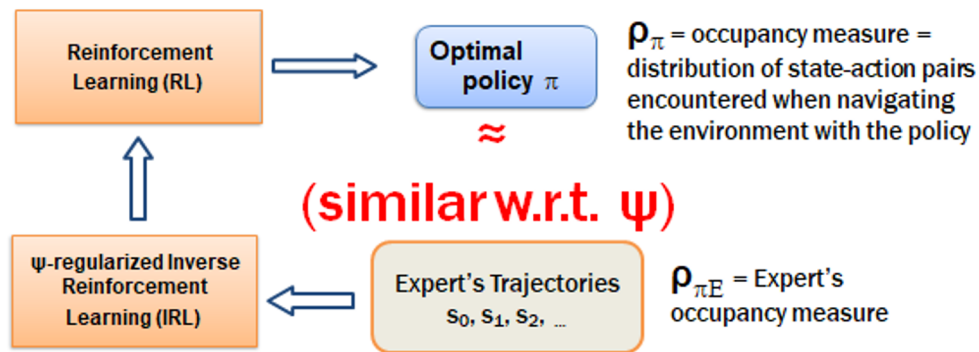 Reinforcement
Learning (RL)
Optimal
policy π
ρπ = occupancy measure =
distribution of state-action pairs
encountered when navigating
the environment with the policy
≈
(similar w.r.t. ψ)
ψ-regularized Inverse
Reinforcement
Learning (IRL)
Expert's Trajectories
s₀, s₁, s₂, ...
ρπE = Expert's
occupancy measure